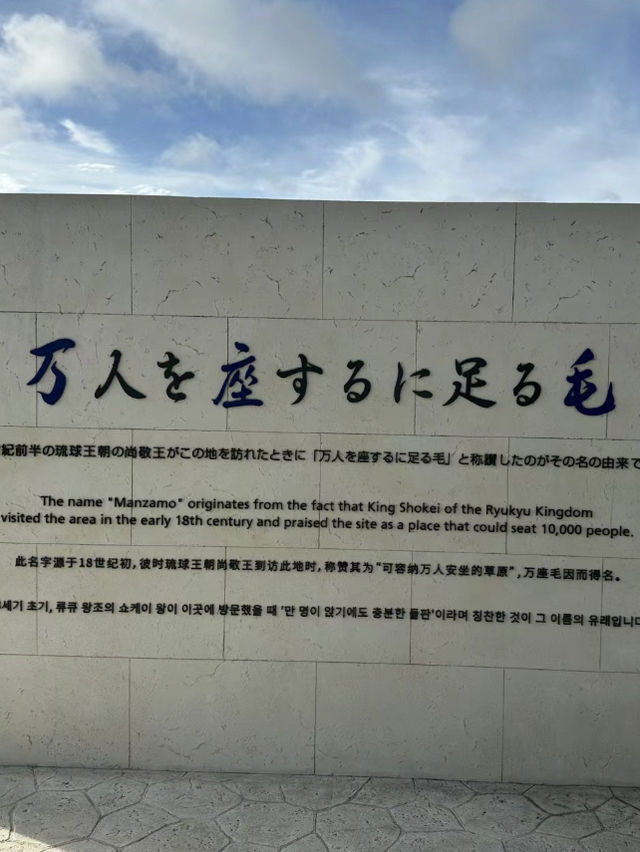 万人を座するに足る毛
紀前半の琉球王朝の尚敬王がこの地を訪れたときに「万人を座するに足る毛」と称讃したのがその名の由来で
The name "Manzamo" originates from the fact that King Shokei of the Ryukyu Kingdom
visited the area in the early 18th century and praised the site as a place that could seat 10,000 people.
此名字源于18世纪初，彼时琉球王朝尚敬王到访此地时，称赞其为“可容纳万人安坐的草原”，万座毛因而得名。
세기 초기, 류큐 왕조의 쇼케이 왕이 이곳에 방문했을 때 '만 명이 앉기에도 충분한 들판'이라며 칭찬한 것이 그 이름의 유래입니다